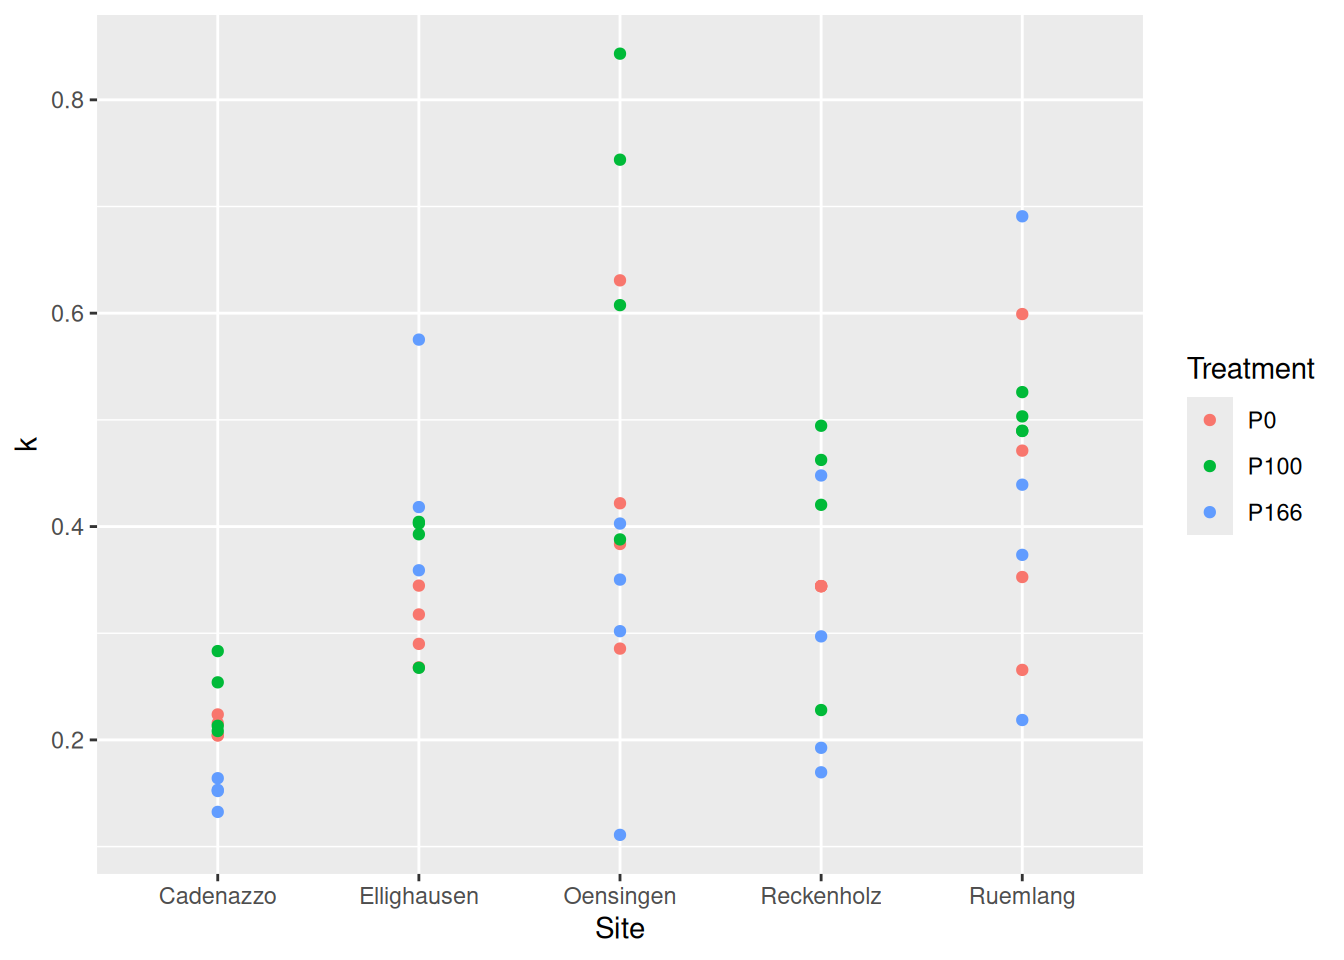 0.8
0.6
0.4
0.2
k
Cadenazzo
Ellighausen
Oensingen
Reckenholz
Ruemlang
Site
Treatment
P0
P100
P166